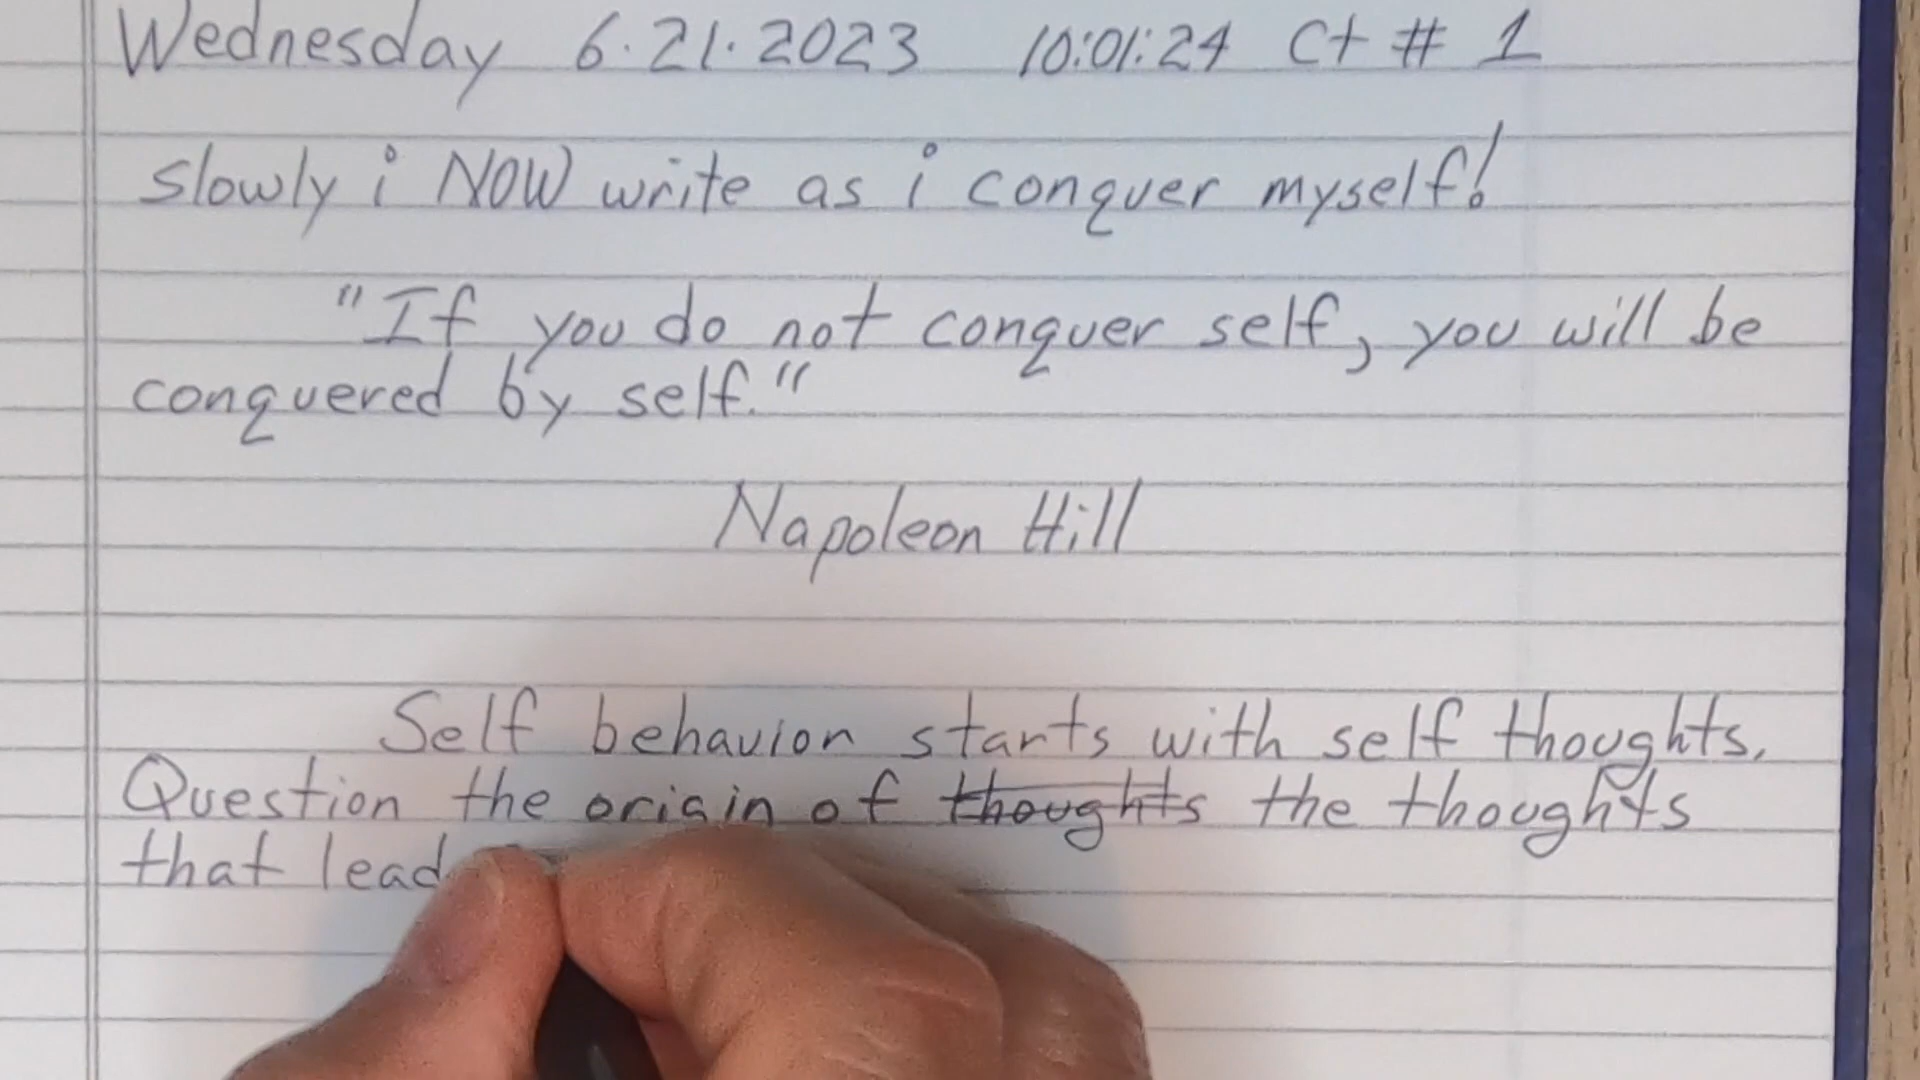 Wednesday 6.21.2023 10:01:24 Ct # 1
slowly i NOW write as i conquer myself!
"If you do not conquer self, you will be
conquered by self."
Napoleon Hill
Self behavior starts with self thoughts.
Question the origin of thoughts the thoughts
that lead